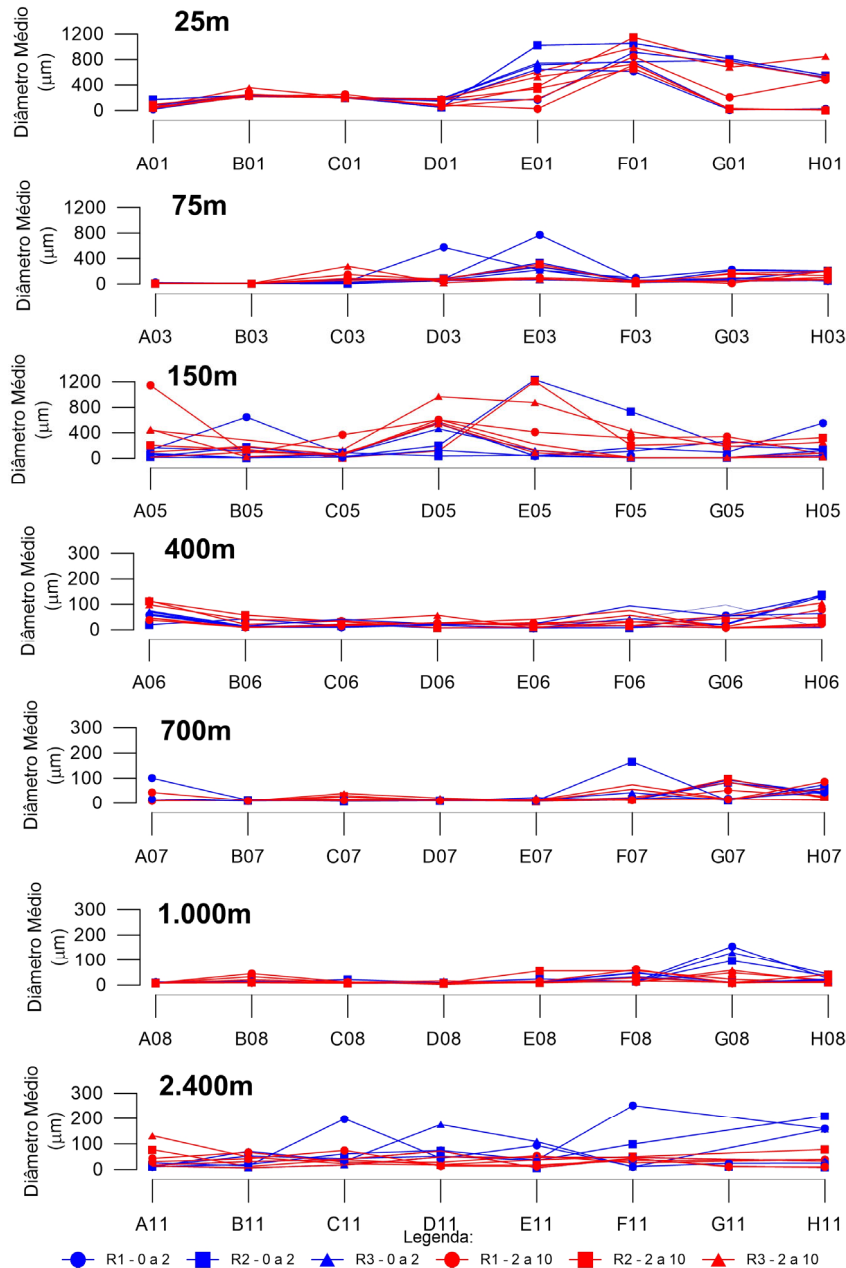 25m
Diâmetro Médio
(µm)
1200
800
400
0
A01 B01 C01 D01 E01 F01 G01 H01
75m
Diâmetro Médio
(µm)
1200
800
400
0
A03 B03 C03 D03 E03 F03 G03 H03
150m
Diâmetro Médio
(µm)
1200
800
400
0
A05 B05 C05 D05 E05 F05 G05 H05
400m
Diâmetro Médio
(µm)
300
200
100
0
A06 B06 C06 D06 E06 F06 G06 H06
700m
Diâmetro Médio
(µm)
300
200
100
0
A07 B07 C07 D07 E07 F07 G07 H07
1.000m
Diâmetro Médio
(µm)
300
200
100
0
A08 B08 C08 D08 E08 F08 G08 H08
2.400m
Diâmetro Médio
(µm)
300
200
100
0
A11 B11 C11 D11 E11 F11 G11 H11
Legenda:
R1 - 0 a 2 R2 - 0 a 2 R3 - 0 a 2 R1 - 2 a 10 R2 - 2 a 10 R3 - 2 a 10